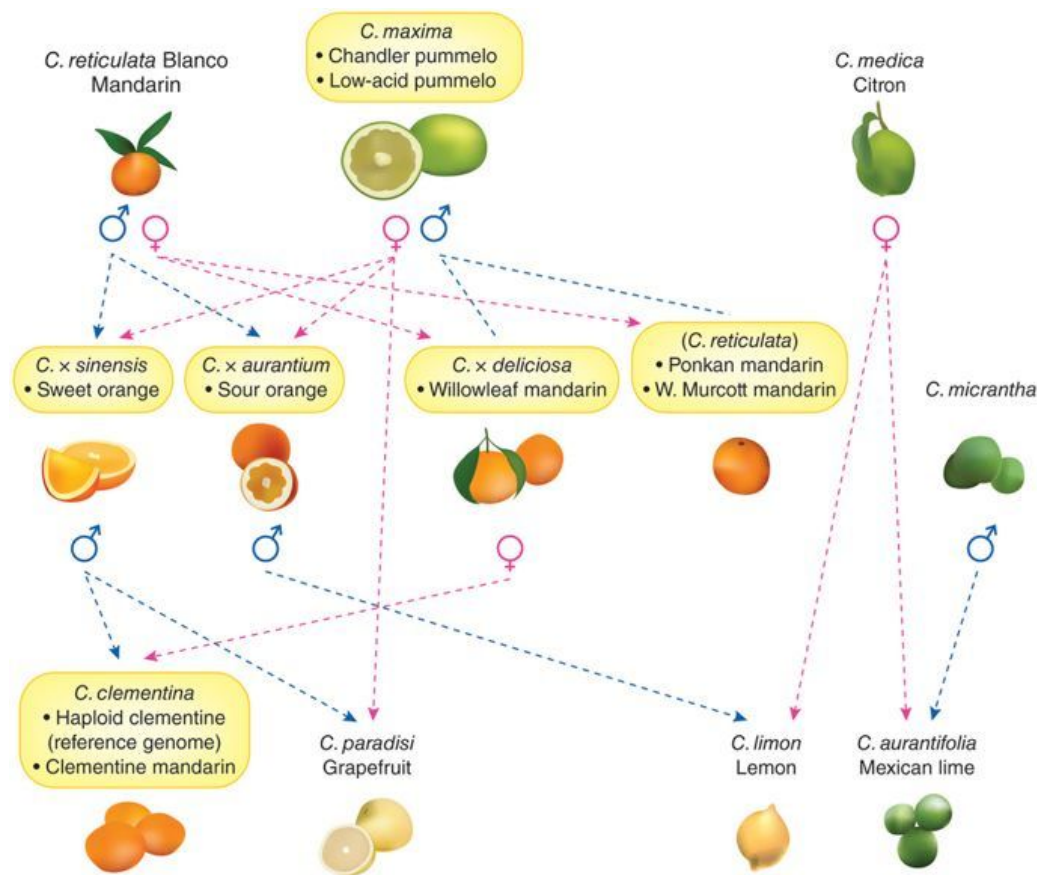 C. reticulata Blanco
Mandarin
C. maxima
• Chandler pummelo
• Low-acid pummelo
C. medica
Citron
C. × sinensis
• Sweet orange
C. × aurantium
• Sour orange
C. × deliciosa
• Willowleaf mandarin
(C. reticulata)
• Ponkan mandarin
• W. Murcott mandarin
C. micrantha
C. clementina
• Haploid clementine
(reference genome)
• Clementine mandarin
C. paradisi
Grapefruit
C. limon
Lemon
C. aurantifolia
Mexican lime